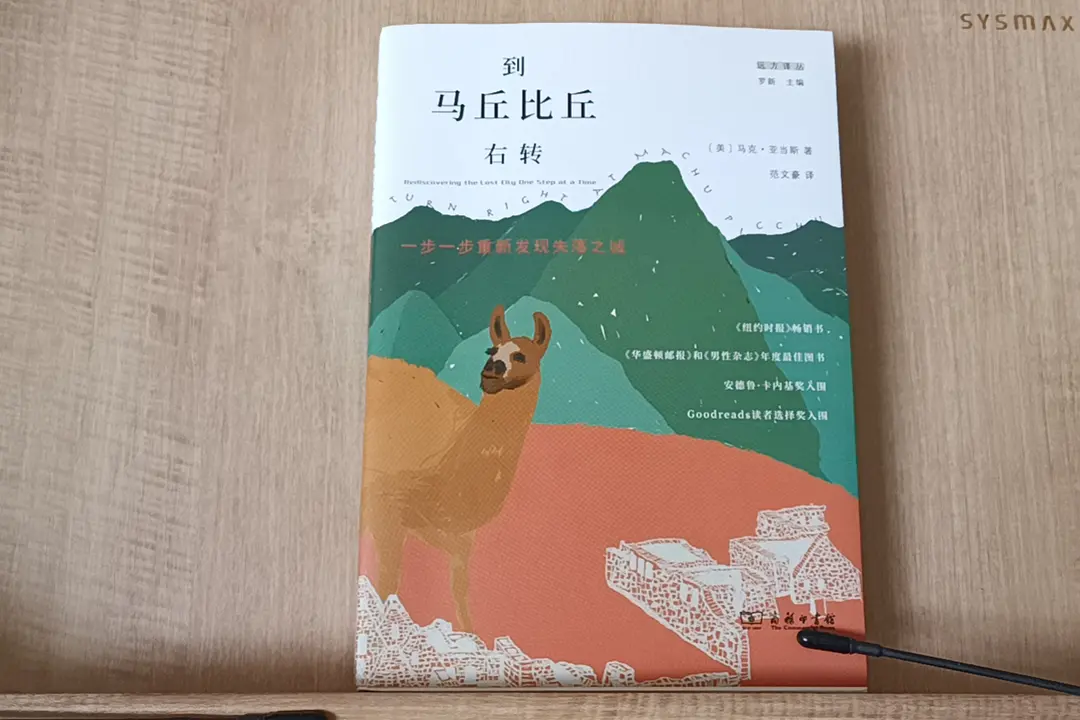 SYSMAX
到
马丘比丘
右转
Rediscovering the Lost City One Step at a Time
TURN RIGHT AT MACHU PICCHU
远方译丛
罗新 主编
[美] 马克·亚当斯 著
范文豪 译
一步一步重新发现失落之城
《纽约时报》畅销书
《华盛顿邮报》和《男性杂志》年度最佳图书
安德鲁·卡内基奖入围
Goodreads读者选择奖入围
商务印书馆
The Commercial Press